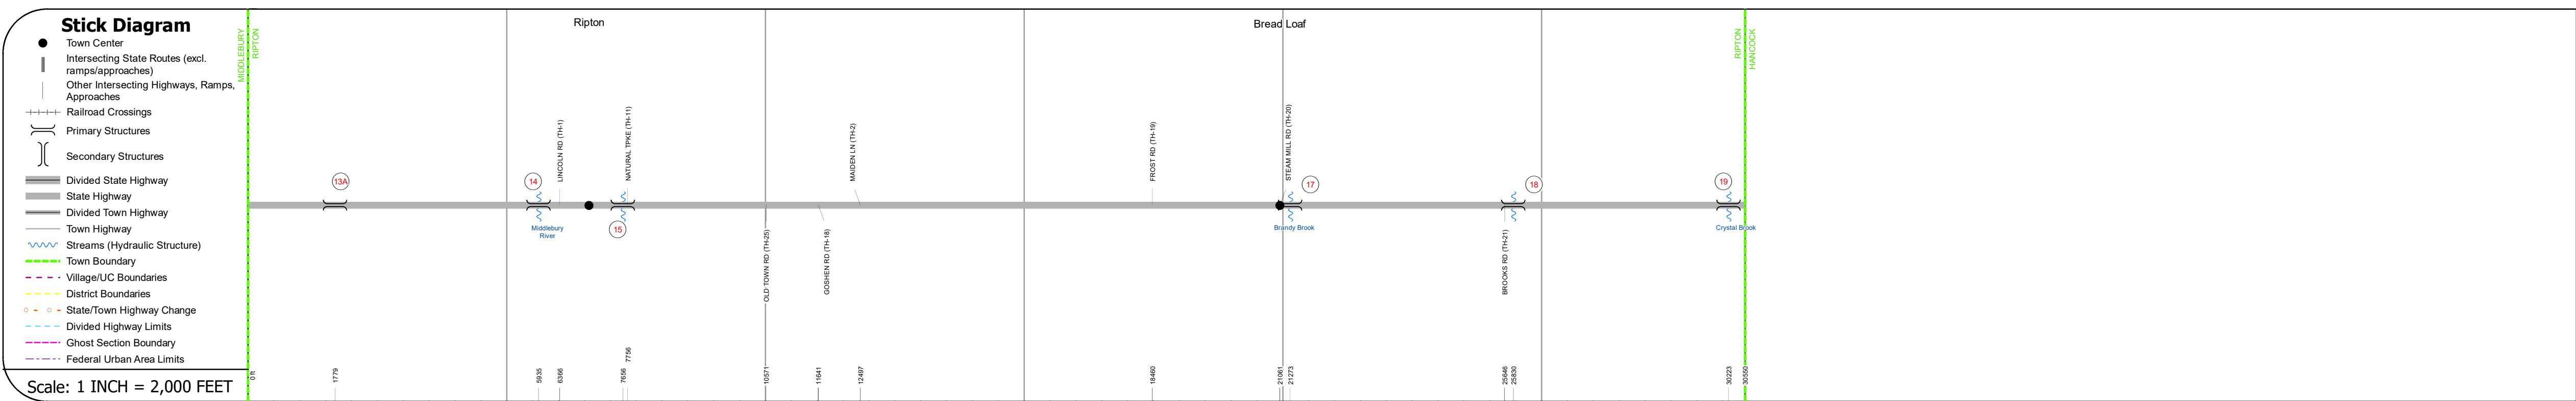 Stick Diagram
Town Center
Intersecting State Routes (excl.
ramps/approaches)
Other Intersecting Highways, Ramps,
Approaches
Railroad Crossings
Primary Structures
Secondary Structures
Divided State Highway
State Highway
Divided Town Highway
Town Highway
Streams (Hydraulic Structure)
Town Boundary
Village/UC Boundaries
District Boundaries
State/Town Highway Change
Divided Highway Limits
Ghost Section Boundary
Federal Urban Area Limits
Scale: 1 INCH = 2,000 FEET
MIDDLEBURY
RIPTON
Ripton
Bread Loaf
RIPTON
HANCOCK
LINCOLN RD (TH-1)
NATURAL TPKE (TH-11)
MAIDEN LN (TH-2)
FROST RD (TH-19)
STEAM MILL RD (TH-20)
13A
14
15
17
18
19
Middlebury
River
Brandy Brook
Crystal Brook
OLD TOWN RD (TH-25)
GOSHEN RD (TH-18)
BROOKS RD (TH-21)
0 ft
1779
5935
6366
7656
7756
10571
11641
12497
18460
21061
21273
25646
25830
30223
30550